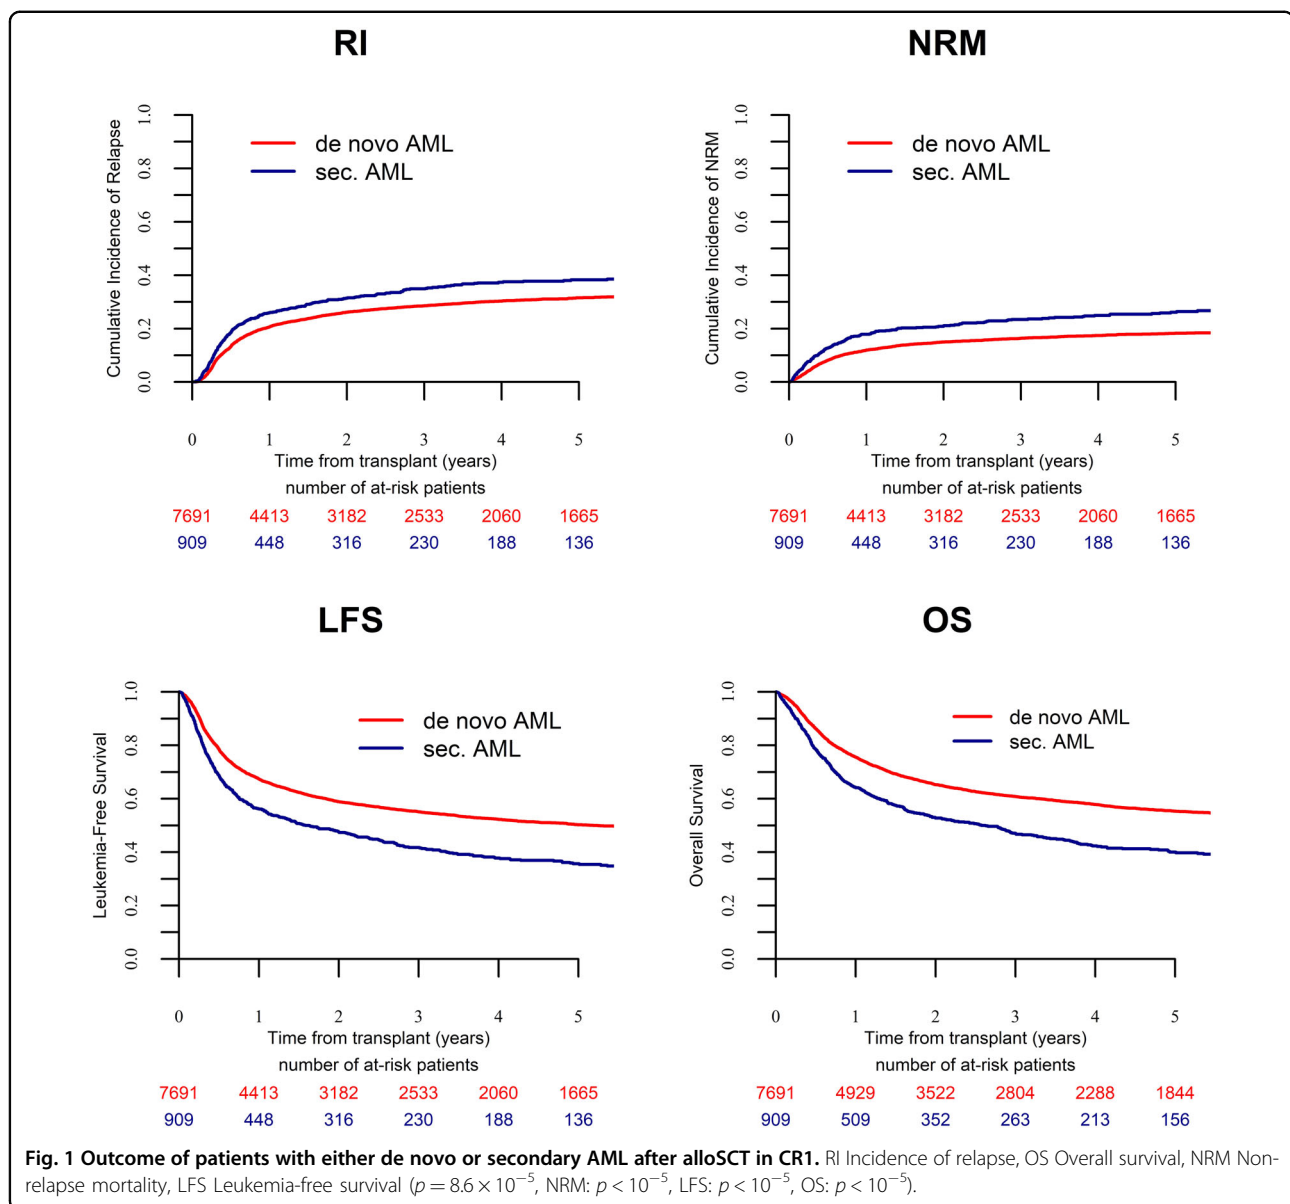 RI
NRM
Cumulative Incidence of Relapse
0.0 0.2 0.4 0.6 0.8 1.0
de novo AML
sec. AML
0 1 2 3 4 5
Time from transplant (years)
number of at-risk patients
7691 4413 3182 2533 2060 1665
909 448 316 230 188 136
Cumulative Incidence of NRM
0.0 0.2 0.4 0.6 0.8 1.0
de novo AML
sec. AML
0 1 2 3 4 5
Time from transplant (years)
number of at-risk patients
7691 4413 3182 2533 2060 1665
909 448 316 230 188 136
LFS
OS
Leukemia-Free Survival
0.0 0.2 0.4 0.6 0.8 1.0
de novo AML
sec. AML
0 1 2 3 4 5
Time from transplant (years)
number of at-risk patients
7691 4413 3182 2533 2060 1665
909 448 316 230 188 136
Overall Survival
0.0 0.2 0.4 0.6 0.8 1.0
de novo AML
sec. AML
0 1 2 3 4 5
Time from transplant (years)
number of at-risk patients
7691 4929 3522 2804 2288 1844
909 509 352 263 213 156
Fig. 1 Outcome of patients with either de novo or secondary AML after alloSCT in CR1. RI Incidence of relapse, OS Overall survival, NRM Non-
relapse mortality, LFS Leukemia-free survival (p = 8.6 × 10⁻⁵, NRM: p < 10⁻⁵, LFS: p < 10⁻⁵, OS: p < 10⁻⁵).